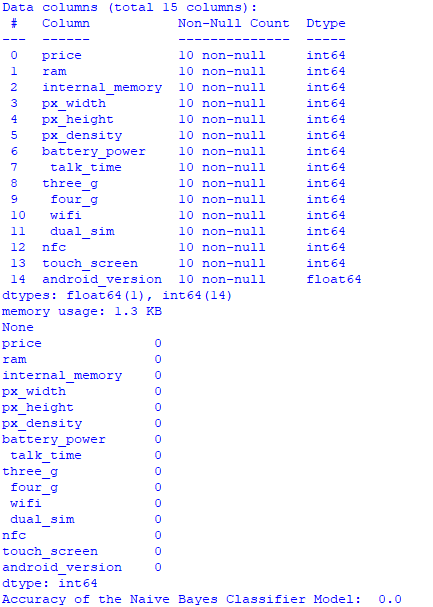 Data columns (total 15 columns):
 #   Column            Non-Null Count  Dtype
---  ------            --------------  -----
 0   price             10 non-null     int64
 1   ram               10 non-null     int64
 2   internal_memory   10 non-null     int64
 3   px_width          10 non-null     int64
 4   px_height         10 non-null     int64
 5   px_density        10 non-null     int64
 6   battery_power     10 non-null     int64
 7    talk_time        10 non-null     int64
 8   three_g           10 non-null     int64
 9    four_g           10 non-null     int64
 10   wifi             10 non-null     int64
 11   dual_sim         10 non-null     int64
 12  nfc               10 non-null     int64
 13  touch_screen      10 non-null     int64
 14  android_version   10 non-null     float64
dtypes: float64(1), int64(14)
memory usage: 1.3 KB
None
price              0
ram                0
internal_memory    0
px_width           0
px_height          0
px_density         0
battery_power      0
 talk_time         0
three_g            0
 four_g            0
 wifi              0
 dual_sim          0
nfc                0
touch_screen       0
android_version    0
dtype: int64
Accuracy of the Naive Bayes Classifier Model:  0.0